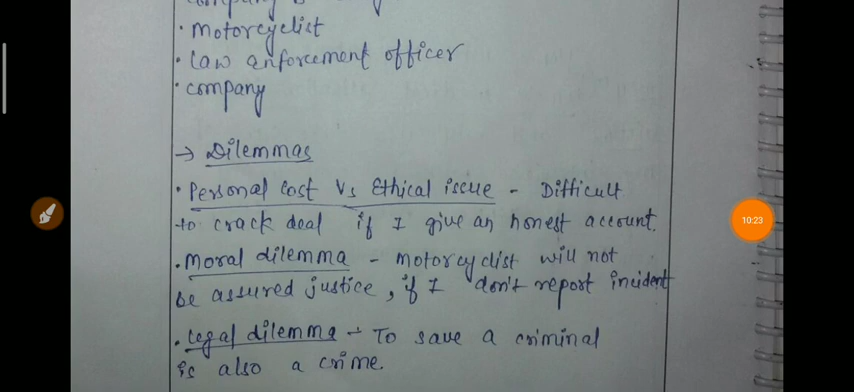 • Motorcyclist
• Law anforcement officer
• company
→ Dilemmas
• Personal cost Vs Ethical issue - Difficult
to crack deal if I give an honest account.
• Moral dilemma - Motorcyclist will not
be assured justice, if I don't report incident
• Legal dilemma - To save a criminal
is also a crime.
10:23